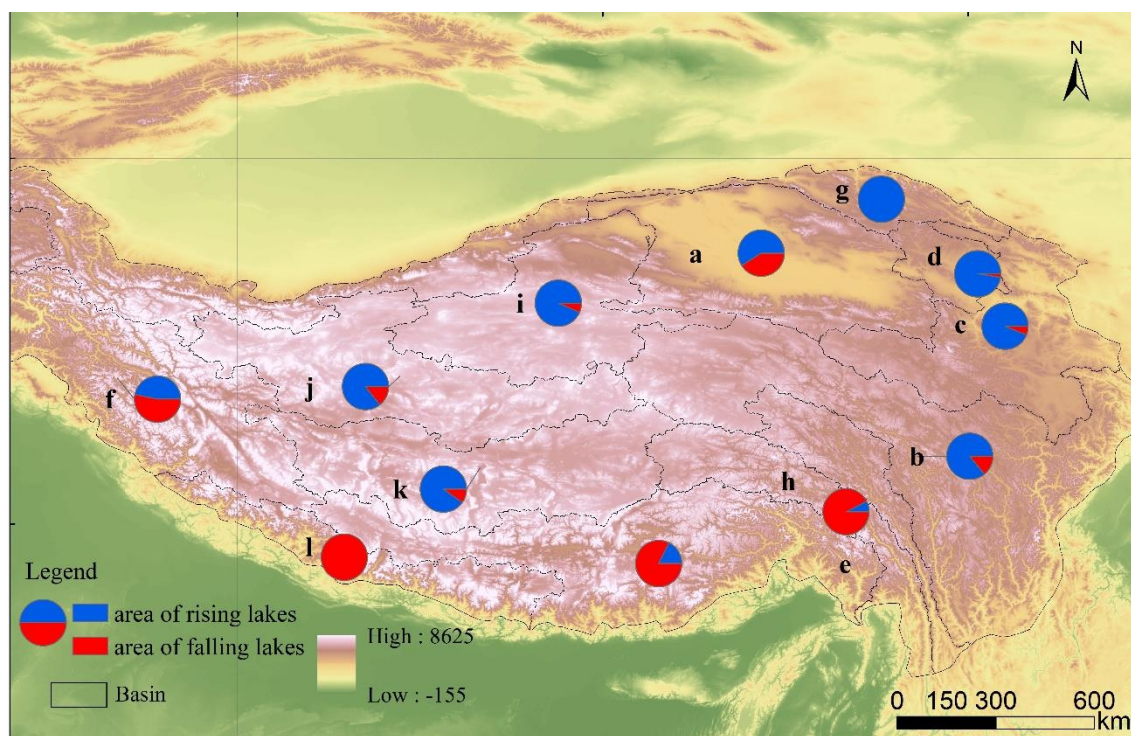 N
g
a
d
i
c
j
f
b
k
h
l
e
Legend
area of rising lakes
area of falling lakes
Basin
High : 8625
Low : -155
0 150 300 600
km